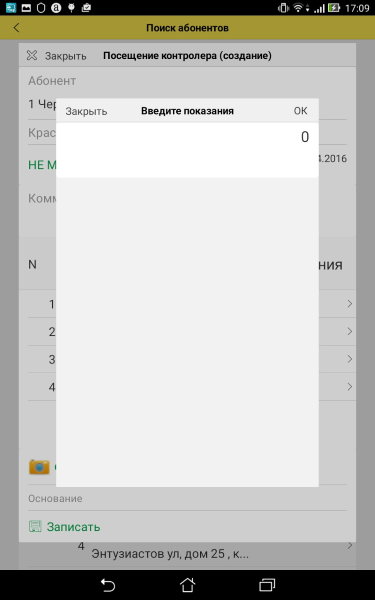 17:09
Поиск абонентов
Закрыть Посещение контролера (создание)
Абонент
1 Чер
Закрыть Введите показания ОК
0
Крас
НЕ М 4.2016
Комм
N ния
1
2
3
4
Основание
Записать
4
Энтузиастов ул, дом 25 , к...